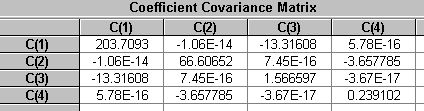 Coefficient Covariance Matrix
C(1) C(2) C(3) C(4)
C(1) 203.7093 -1.06E-14 -13.31608 5.78E-16
C(2) -1.06E-14 66.60652 7.45E-16 -3.657785
C(3) -13.31608 7.45E-16 1.566597 -3.67E-17
C(4) 5.78E-16 -3.657785 -3.67E-17 0.239102